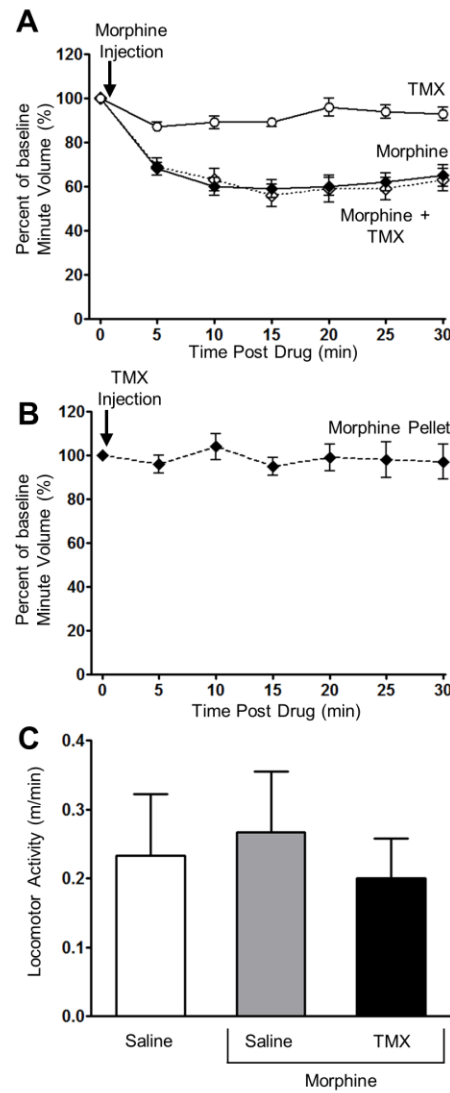 A
Morphine
Injection
120
100
80
60
40
20
0
Percent of baseline
Minute Volume (%)
TMX
Morphine
Morphine +
TMX
0 5 10 15 20 25 30
Time Post Drug (min)
B
TMX
Injection
120
100
80
60
40
20
0
Percent of baseline
Minute Volume (%)
Morphine Pellet
0 5 10 15 20 25 30
Time Post Drug (min)
C
0.4
0.3
0.2
0.1
0.0
Locomotor Activity (m/min)
Saline Saline TMX
Morphine